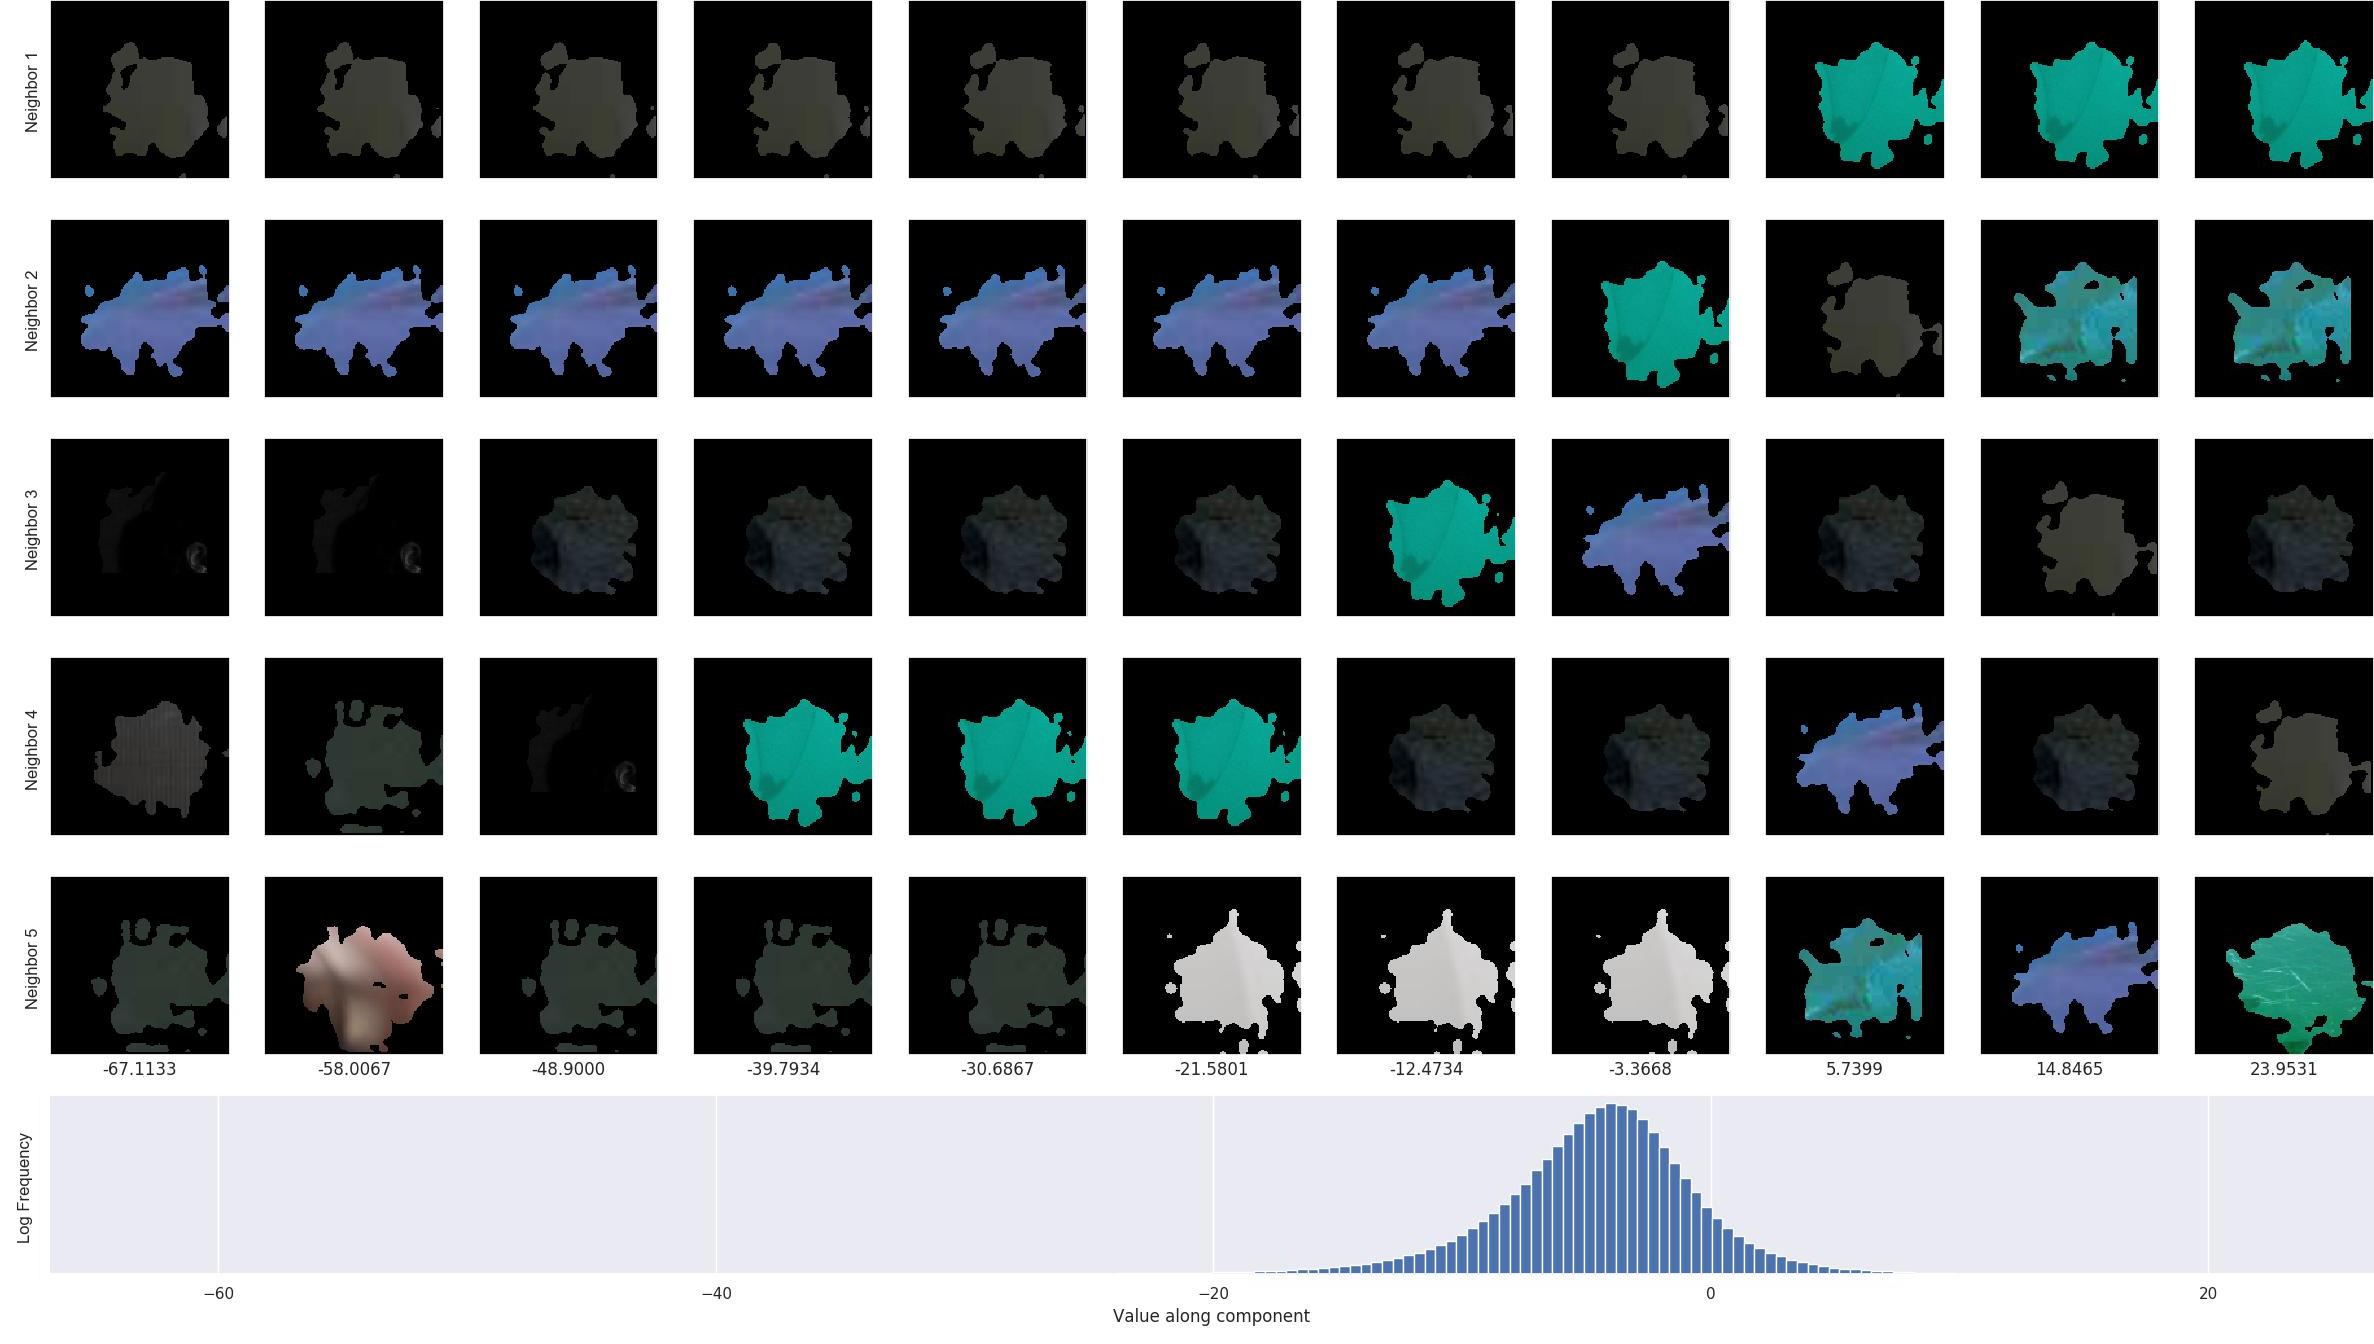 Neighbor 1
Neighbor 2
Neighbor 3
Neighbor 4
Neighbor 5
-67.1133 -58.0067 -48.9000 -39.7934 -30.6867 -21.5801 -12.4734 -3.3668 5.7399 14.8465 23.9531
Log Frequency
−60 −40 −20 0 20
Value along component